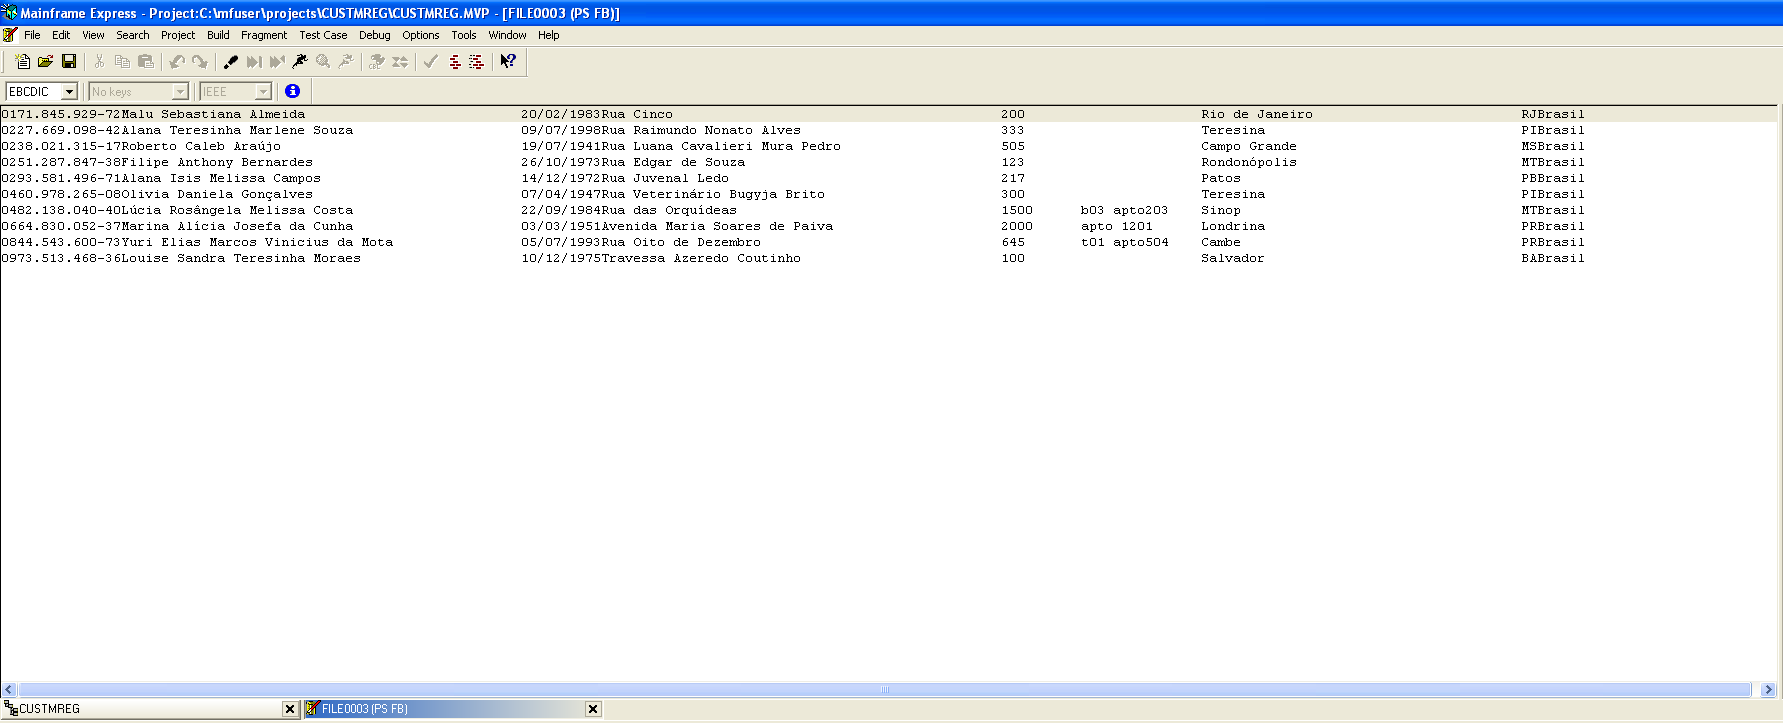 Mainframe Express - Project:C:\mfuser\projects\CUSTMREG\CUSTMREG.MVP - [FILE0003 (PS FB)]
File Edit View Search Project Build Fragment Test Case Debug Options Tools Window Help
EBCDIC No keys IEEE
0171.845.929-72Malu Sebastiana Almeida 20/02/1983Rua Cinco 200 Rio de Janeiro RJBrasil
0227.669.098-42Alana Teresinha Marlene Souza 09/07/1998Rua Raimundo Nonato Alves 333 Teresina PIBrasil
0238.021.315-17Roberto Caleb Araújo 19/07/1941Rua Luana Cavalieri Mura Pedro 505 Campo Grande MSBrasil
0251.287.847-38Filipe Anthony Bernardes 26/10/1973Rua Edgar de Souza 123 Rondonópolis MTBrasil
0293.581.496-71Alana Isis Melissa Campos 14/12/1972Rua Juvenal Ledo 217 Patos PBBrasil
0460.978.265-08Olivia Daniela Gonçalves 07/04/1947Rua Veterinário Bugyja Brito 300 Teresina PIBrasil
0482.138.040-40Lúcia Rosângela Melissa Costa 22/09/1984Rua das Orquídeas 1500 b03 apto203 Sinop MTBrasil
0664.830.052-37Marina Alícia Josefa da Cunha 03/03/1951Avenida Maria Soares de Paiva 2000 apto 1201 Londrina PRBrasil
0844.543.600-73Yuri Elias Marcos Vinicius da Mota 05/07/1993Rua Oito de Dezembro 645 t01 apto504 Cambe PRBrasil
0973.513.468-36Louise Sandra Teresinha Moraes 10/12/1975Travessa Azeredo Coutinho 100 Salvador BABrasil
CUSTMREG FILE0003 (PS FB)